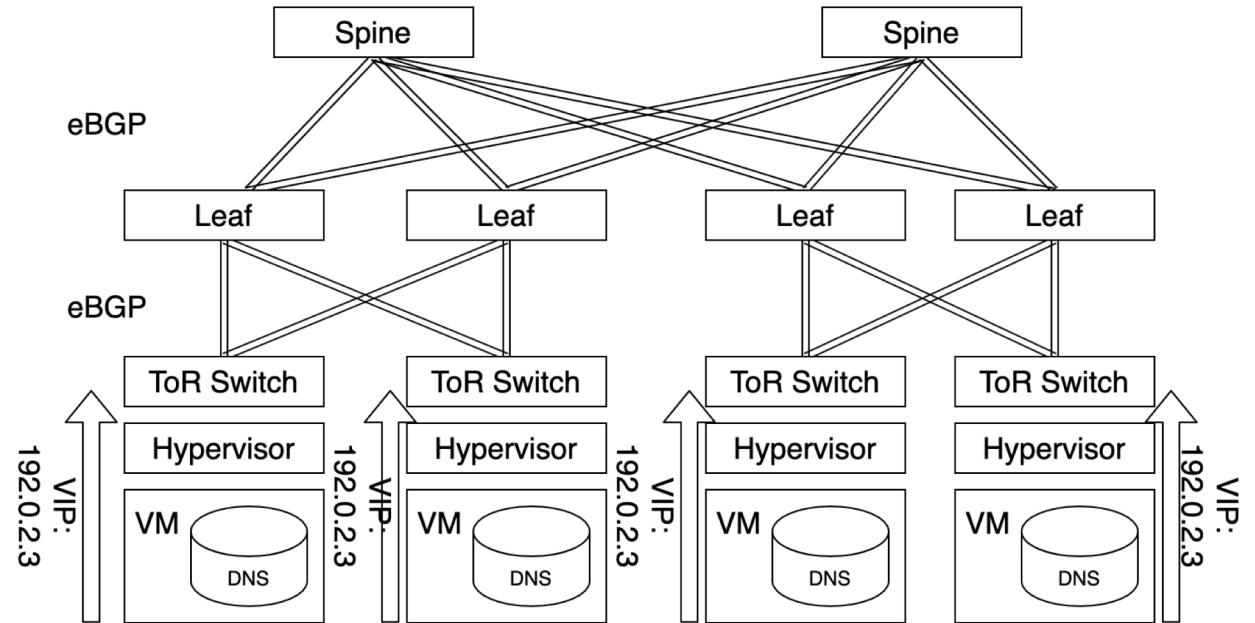 Spine
Spine
eBGP
Leaf
Leaf
Leaf
Leaf
eBGP
ToR Switch
ToR Switch
ToR Switch
ToR Switch
Hypervisor
Hypervisor
Hypervisor
Hypervisor
VIP:
192.0.2.3
VIP:
192.0.2.3
VIP:
192.0.2.3
VIP:
192.0.2.3
VM
VM
VM
VM
DNS
DNS
DNS
DNS